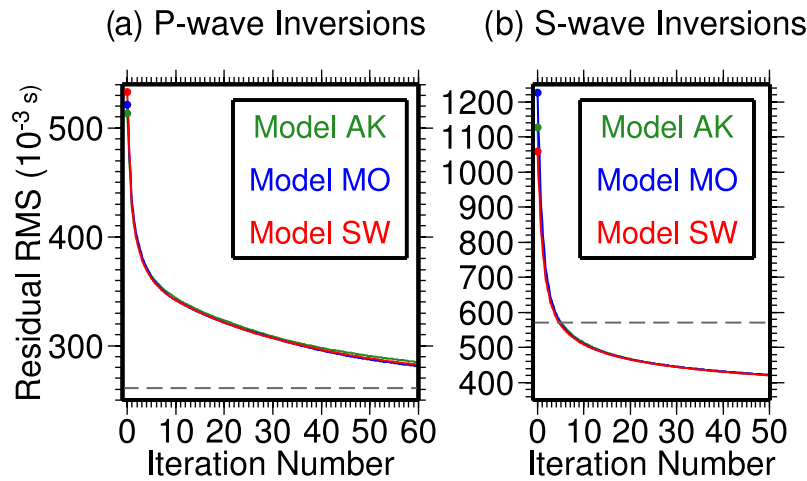 (a) P-wave Inversions
Residual RMS (10⁻³ s)
500
400
300
Model AK
Model MO
Model SW
0 10 20 30 40 50 60
Iteration Number
(b) S-wave Inversions
1200
1100
1000
900
800
700
600
500
400
Model AK
Model MO
Model SW
0 10 20 30 40 50
Iteration Number